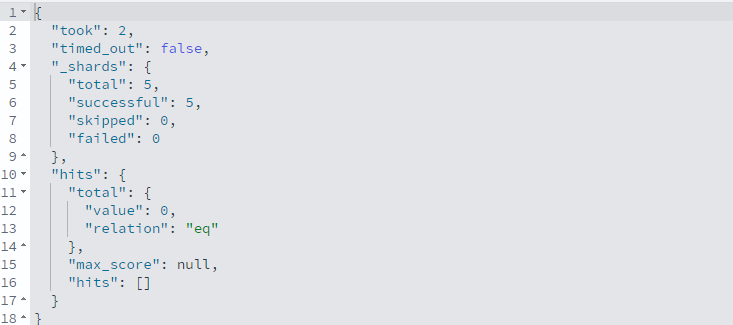 1 {
2   "took": 2,
3   "timed_out": false,
4   "_shards": {
5     "total": 5,
6     "successful": 5,
7     "skipped": 0,
8     "failed": 0
9   },
10   "hits": {
11     "total": {
12       "value": 0,
13       "relation": "eq"
14     },
15     "max_score": null,
16     "hits": []
17   }
18 }